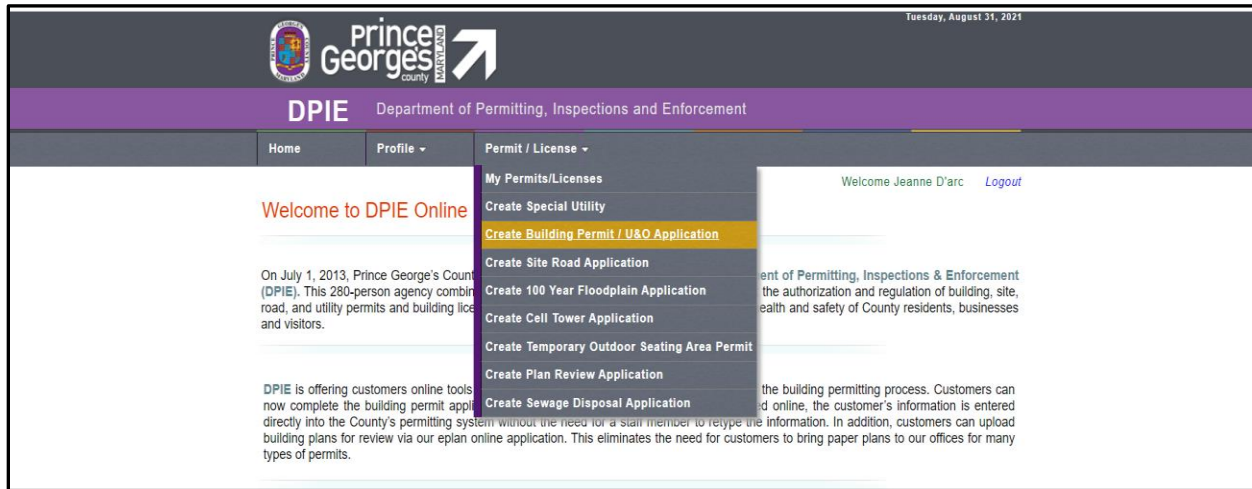 Tuesday, August 31, 2021
Prince
George's
county
MARYLAND
DPIE Department of Permitting, Inspections and Enforcement
Home Profile Permit / License
My Permits/Licenses
Welcome Jeanne D'arc Logout
Create Special Utility
Welcome to DPIE Online
Create Building Permit / U&O Application
Create Site Road Application
On July 1, 2013, Prince George's Count ent of Permitting, Inspections & Enforcement
(DPIE). This 280-person agency combin Create 100 Year Floodplain Application the authorization and regulation of building, site,
road, and utility permits and building lice ealth and safety of County residents, businesses
Create Cell Tower Application
and visitors.
Create Temporary Outdoor Seating Area Permit
Create Plan Review Application
DPIE is offering customers online tools the building permitting process. Customers can
now complete the building permit appli Create Sewage Disposal Application ed online, the customer's information is entered
directly into the County's permitting system without the need for a staff member to retype the information. In addition, customers can upload
building plans for review via our eplan online application. This eliminates the need for customers to bring paper plans to our offices for many
types of permits.